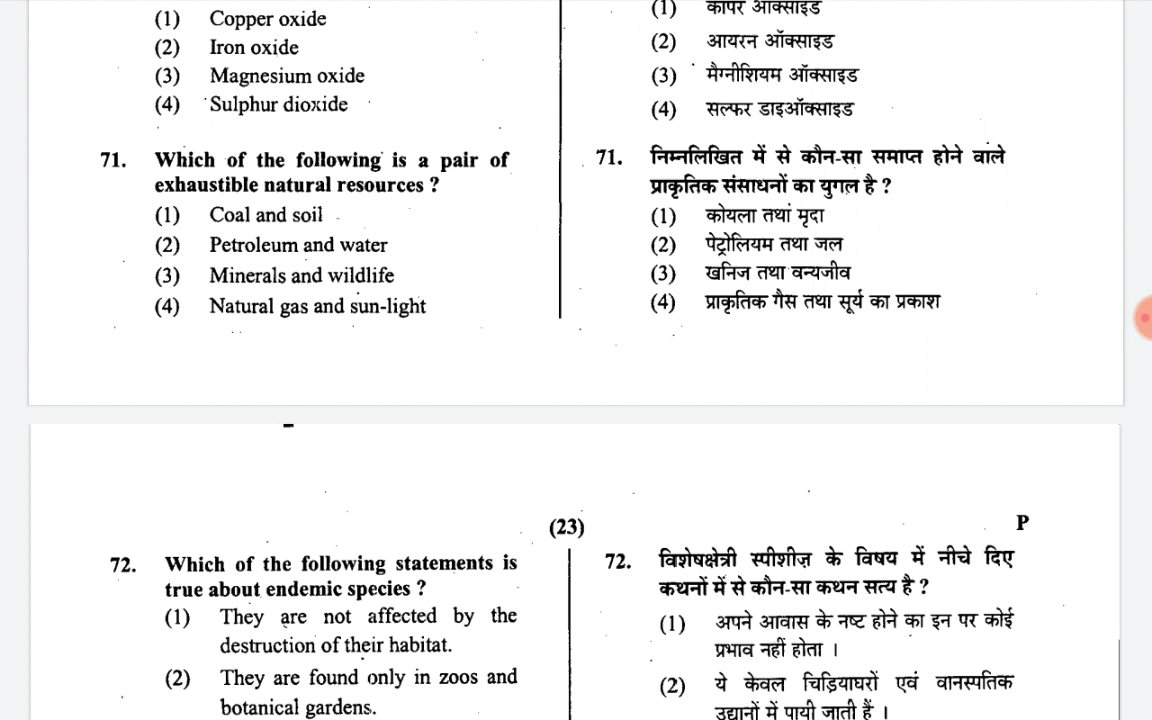 (1) Copper oxide
(2) Iron oxide
(3) Magnesium oxide
(4) Sulphur dioxide
71. Which of the following is a pair of
exhaustible natural resources ?
(1) Coal and soil
(2) Petroleum and water
(3) Minerals and wildlife
(4) Natural gas and sun-light
(1) कॉपर ऑक्साइड
(2) आयरन ऑक्साइड
(3) मैग्नीशियम ऑक्साइड
(4) सल्फर डाइऑक्साइड
71. निम्नलिखित में से कौन-सा समाप्त होने वाले
प्राकृतिक संसाधनों का युगल है ?
(1) कोयला तथा मृदा
(2) पेट्रोलियम तथा जल
(3) खनिज तथा वन्यजीव
(4) प्राकृतिक गैस तथा सूर्य का प्रकाश
(23)
P
72. Which of the following statements is
true about endemic species ?
(1) They are not affected by the
destruction of their habitat.
(2) They are found only in zoos and
botanical gardens.
72. विशेषक्षेत्री स्पीशीज़ के विषय में नीचे दिए
कथनों में से कौन-सा कथन सत्य है ?
(1) अपने आवास के नष्ट होने का इन पर कोई
प्रभाव नहीं होता ।
(2) ये केवल चिड़ियाघरों एवं वानस्पतिक
उद्यानों में पायी जाती हैं ।